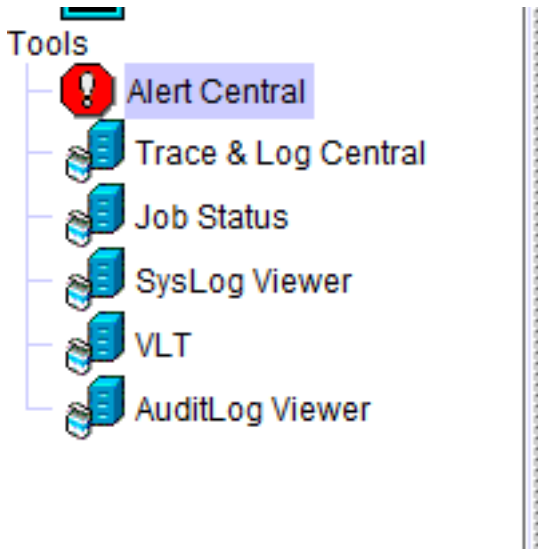 Tools
Alert Central
Trace & Log Central
Job Status
SysLog Viewer
VLT
AuditLog Viewer